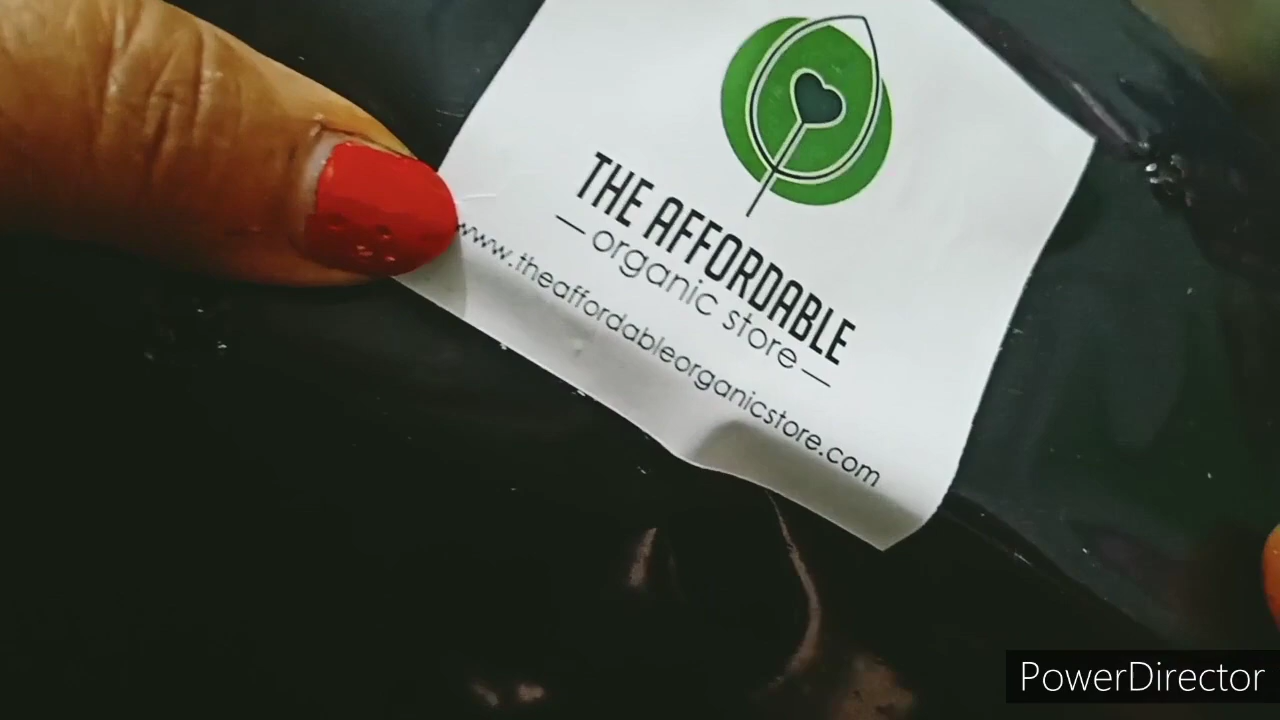 THE AFFORDABLE
— organic store —
www.theaffordableorganicstore.com
PowerDirector